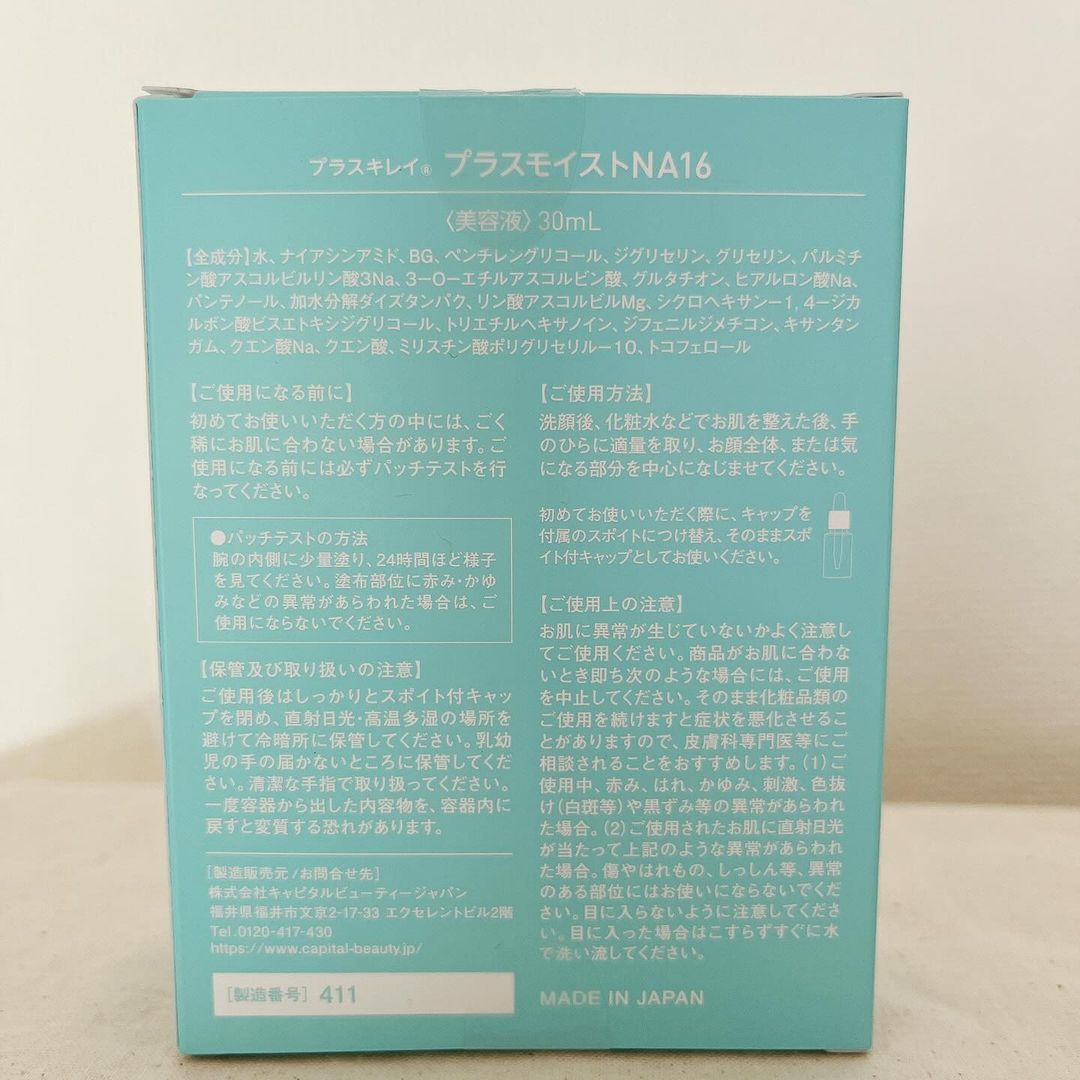 プラスキレイ® プラスモイストNA16
〈美容液〉30mL
【全成分】水、ナイアシンアミド、BG、ペンチレングリコール、ジグリセリン、グリセリン、パルミチ
ン酸アスコルビルリン酸3Na、3ーOーエチルアスコルビン酸、グルタチオン、ヒアルロン酸Na、
パンテノール、加水分解ダイズタンパク、リン酸アスコルビルMg、シクロヘキサンー1,4ージカ
ルボン酸ビスエトキシジグリコール、トリエチルヘキサノイン、ジフェニルジメチコン、キサンタン
ガム、クエン酸Na、クエン酸、ミリスチン酸ポリグリセリルー10、トコフェロール
【ご使用になる前に】
初めてお使いいただく方の中には、ごく
稀にお肌に合わない場合があります。ご
使用になる前には必ずパッチテストを行
なってください。
●パッチテストの方法
腕の内側に少量塗り、24時間ほど様子
を見てください。塗布部位に赤み・かゆ
みなどの異常があらわれた場合は、ご
使用にならないでください。
【保管及び取り扱いの注意】
ご使用後はしっかりとスポイト付キャッ
プを閉め、直射日光・高温多湿の場所を
避けて冷暗所に保管してください。乳幼
児の手の届かないところに保管してくだ
さい。清潔な手指で取り扱ってください。
一度容器から出した内容物を、容器内に
戻すと変質する恐れがあります。
[製造販売元/お問合せ先]
株式会社キャピタルビューティージャパン
福井県福井市文京2-17-33 エクセレントビル2階
Tel.0120-417-430
https://www.capital-beauty.jp/
[製造番号] 411
【ご使用方法】
洗顔後、化粧水などでお肌を整えた後、手
のひらに適量を取り、お顔全体、または気
になる部分を中心になじませてください。
初めてお使いいただく際に、キャップを
付属のスポイトにつけ替え、そのままスポ
イト付キャップとしてお使いください。
【ご使用上の注意】
お肌に異常が生じていないかよく注意し
てご使用ください。商品がお肌に合わな
いとき即ち次のような場合には、ご使用
を中止してください。そのまま化粧品類の
ご使用を続けますと症状を悪化させるこ
とがありますので、皮膚科専門医等にご
相談されることをおすすめします。(1)ご
使用中、赤み、はれ、かゆみ、刺激、色抜
け(白斑等)や黒ずみ等の異常があらわれ
た場合。(2)ご使用されたお肌に直射日光
が当たって上記のような異常があらわれた
場合。傷やはれもの、しっしん等、異常
のある部位にはお使いにならないでくだ
さい。目に入らないように注意してくださ
い。目に入った場合はこすらずすぐに水
で洗い流してください。
MADE IN JAPAN